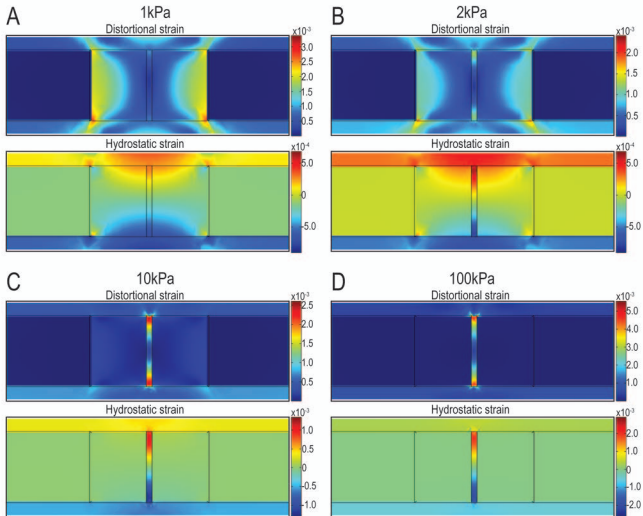 A
1kPa
Distortional strain
x10-3
3.0
2.5
2.0
1.5
1.0
0.5
Hydrostatic strain
x10-4
5.0
0
-5.0
B
2kPa
Distortional strain
x10-3
3.0
2.5
2.0
1.5
1.0
0.5
Hydrostatic strain
x10-4
5.0
0
-5.0
C
10kPa
Distortional strain
x10-3
2.5
2.0
1.5
1.0
0.5
Hydrostatic strain
x10-3
1.0
0.5
0
-0.5
-1.0
D
100kPa
Distortional strain
x10-3
5.0
4.0
3.0
2.0
1.0
Hydrostatic strain
x10-3
2.0
1.0
0
-1.0
-2.0